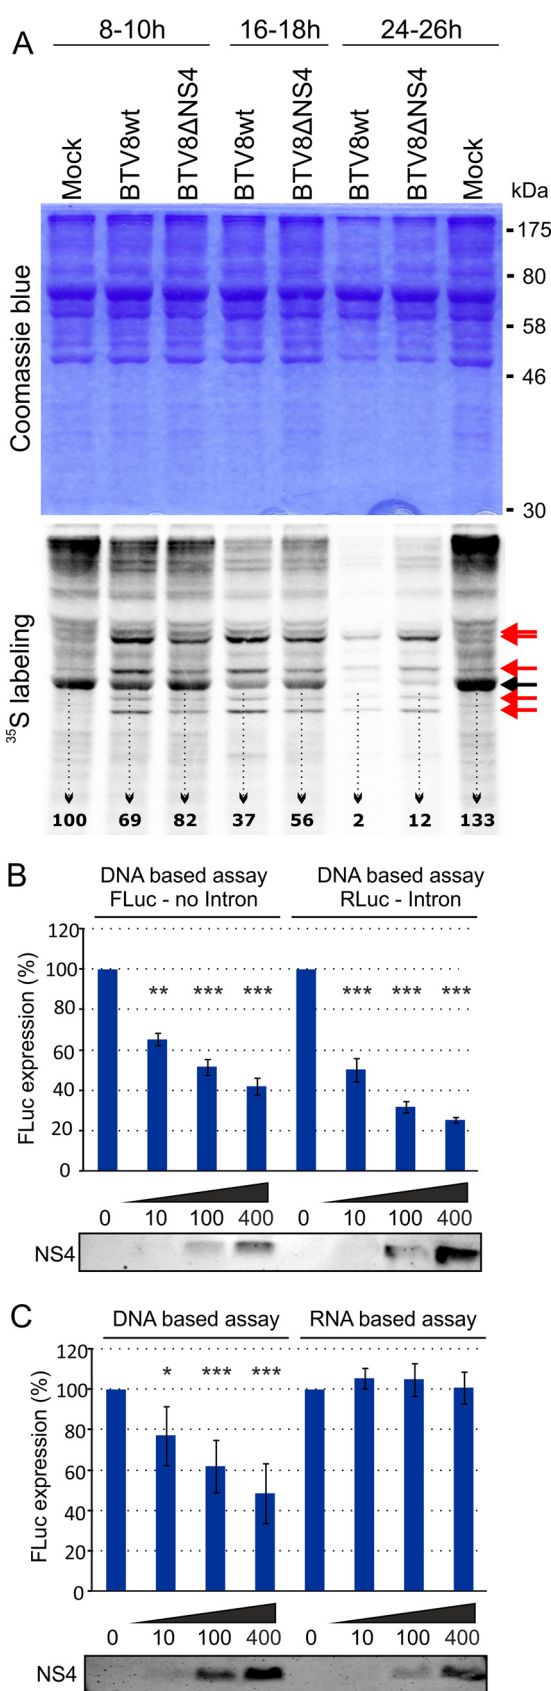 A
8-10h 16-18h 24-26h
Mock BTV8wt BTV8ΔNS4 BTV8wt BTV8ΔNS4 BTV8wt BTV8ΔNS4 Mock
kDa
Coomassie blue
175
80
58
46
30
³⁵S labeling
100 69 82 37 56 2 12 133
B
DNA based assay DNA based assay
FLuc - no Intron RLuc - Intron
FLuc expression (%)
120
100
** *** *** *** *** ***
80
60
40
20
0
0 10 100 400 0 10 100 400
NS4
C
DNA based assay RNA based assay
FLuc expression (%)
120
* *** ***
100
80
60
40
20
0
0 10 100 400 0 10 100 400
NS4